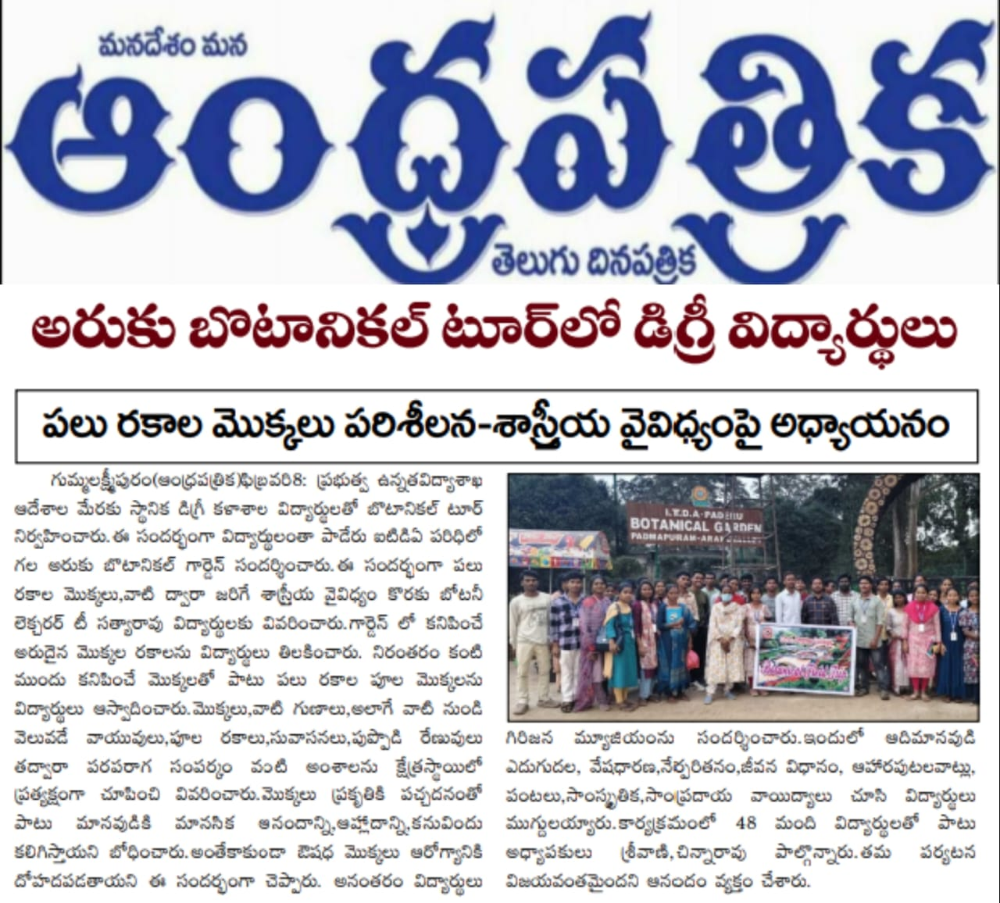 మనదేశం మన
ఆంధ్రపత్రిక
తెలుగు దినపత్రిక
అరుకు బొటానికల్ టూర్‌లో డిగ్రీ విద్యార్థులు
పలు రకాల మొక్కలు పరిశీలన-శాస్త్రీయ వైవిధ్యంపై అధ్యాయనం
గుమ్మలక్ష్మీపురం(ఆంధ్రపత్రిక)ఫిబ్రవరి8: ప్రభుత్వ ఉన్నతవిద్యాశాఖ
ఆదేశాల మేరకు స్థానిక డిగ్రీ కళాశాల విద్యార్థులతో బొటానికల్ టూర్
నిర్వహించారు.ఈ సందర్భంగా విద్యార్థులంతా పాడేరు ఐటిడిఏ పరిధిలో
గల అరుకు బొటానికల్ గార్డెన్ సందర్శించారు.ఈ సందర్భంగా పలు
రకాల మొక్కలు,వాటి ద్వారా జరిగే శాస్త్రీయ వైవిధ్యం కొరకు బోటనీ
లెక్చరర్ టీ సత్యారావు విద్యార్థులకు వివరించారు.గార్డెన్ లో కనిపించే
అరుదైన మొక్కల రకాలను విద్యార్థులు తిలకించారు. నిరంతరం కంటి
ముందు కనిపించే మొక్కలతో పాటు పలు రకాల పూల మొక్కలను
విద్యార్థులు ఆస్వాదించారు.మొక్కలు,వాటి గుణాలు,అలాగే వాటి నుండి
వెలువడే వాయువులు,పూల రకాలు,సువాసనలు,పుప్పొడి రేణువులు
తద్వారా పరపరాగ సంపర్కం వంటి అంశాలను క్షేత్రస్థాయిలో
ప్రత్యక్షంగా చూపించి వివరించారు.మొక్కలు ప్రకృతికి పచ్చదనంతో
పాటు మానవుడికి మానసిక ఆనందాన్ని,ఆహ్లాదాన్ని,కనువిందు
కలిగిస్తాయని బోధించారు.అంతేకాకుండా ఔషధ మొక్కలు ఆరోగ్యానికి
దోహదపడతాయని ఈ సందర్భంగా చెప్పారు. అనంతరం విద్యార్థులు
I.T.D.A-PADERU
BOTANICAL GARDEN
PADMAPURAM-ARAKU
Botanical Field Trip
గిరిజన మ్యూజియంను సందర్శించారు.ఇందులో ఆదిమానవుడి
ఎదుగుదల, వేషధారణ,నేర్పరితనం,జీవన విధానం, ఆహారపుటలవాట్లు,
పంటలు,సాంస్కృతిక,సాంప్రదాయ వాయిద్యాలు చూసి విద్యార్థులు
ముగ్దులయ్యారు.కార్యక్రమంలో 48 మంది విద్యార్థులతో పాటు
అధ్యాపకులు శ్రీవాణి,చిన్నారావు పాల్గొన్నారు.తమ పర్యటన
విజయవంతమైందని ఆనందం వ్యక్తం చేశారు.